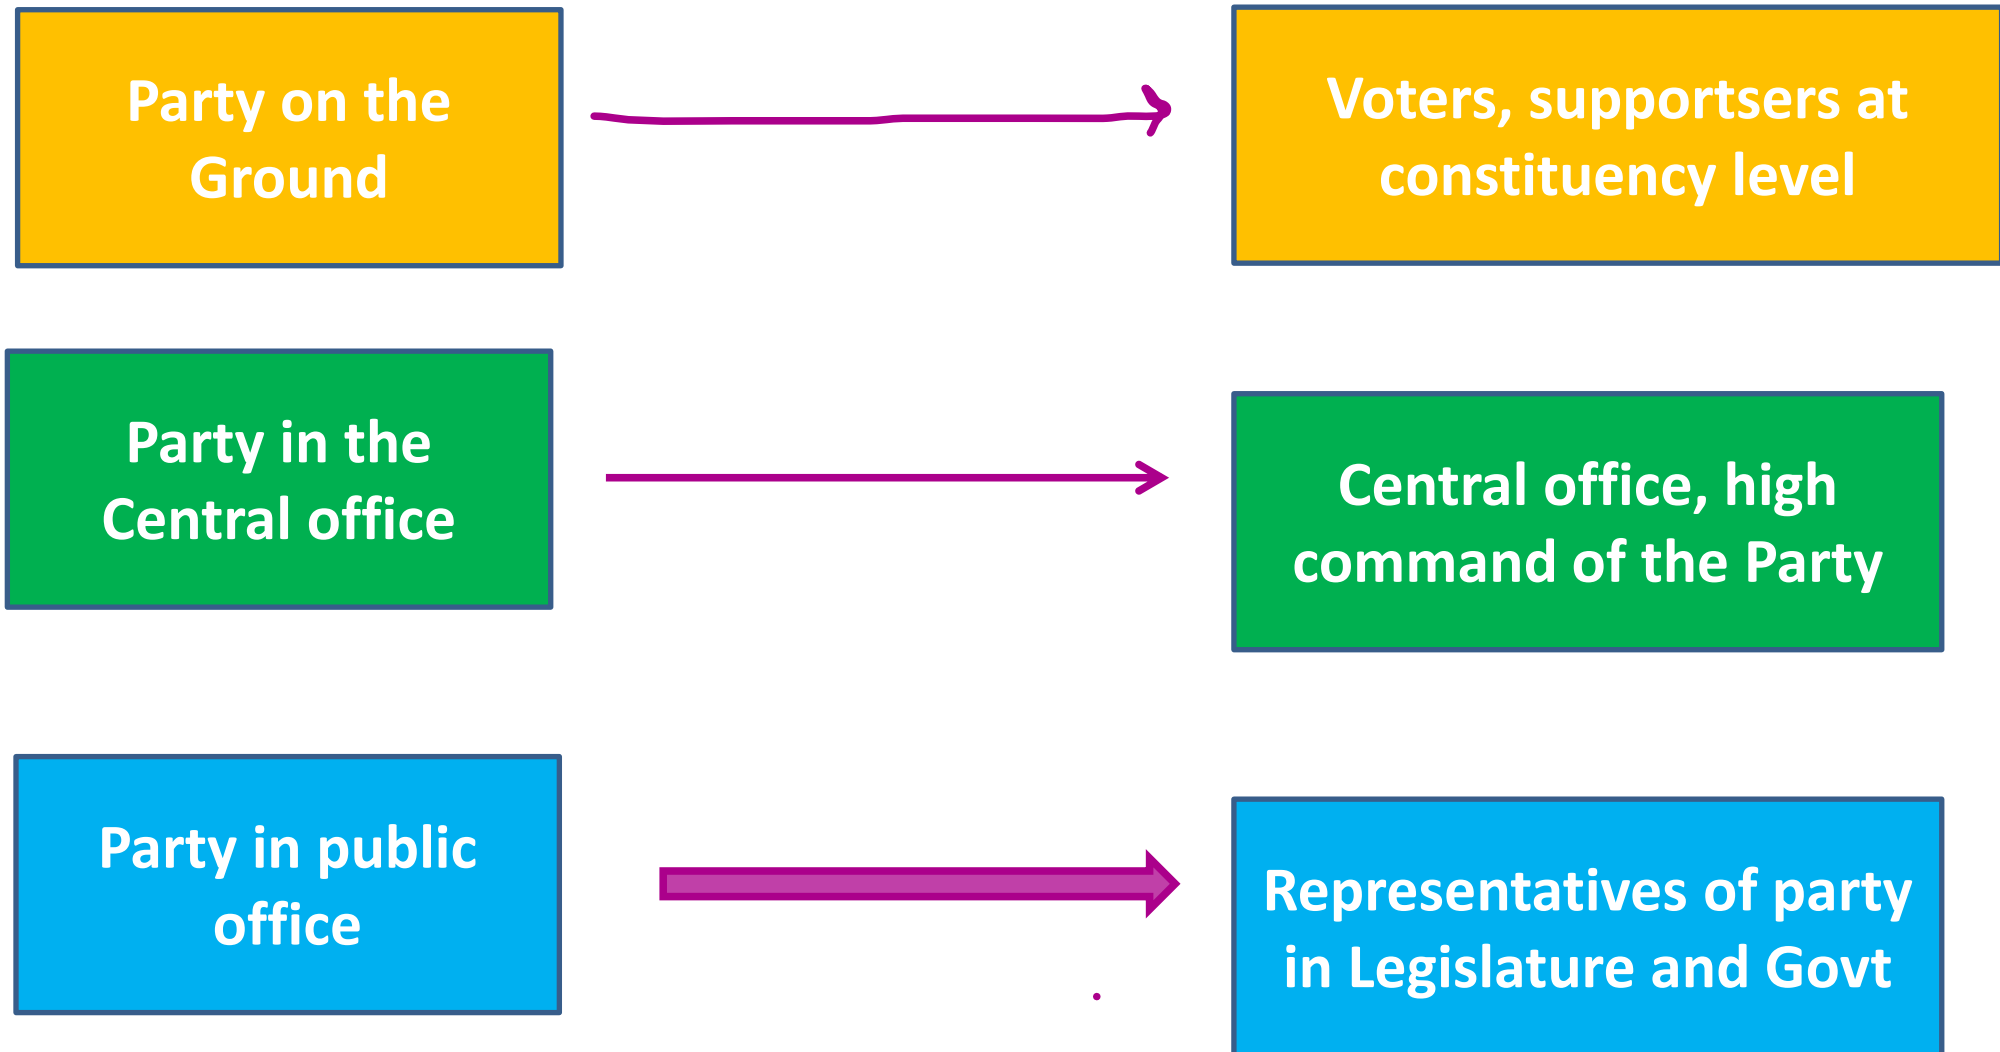 Party on the
Ground
Voters, supportsers at
constituency level
Party in the
Central office
Central office, high
command of the Party
Party in public
office
Representatives of party
in Legislature and Govt